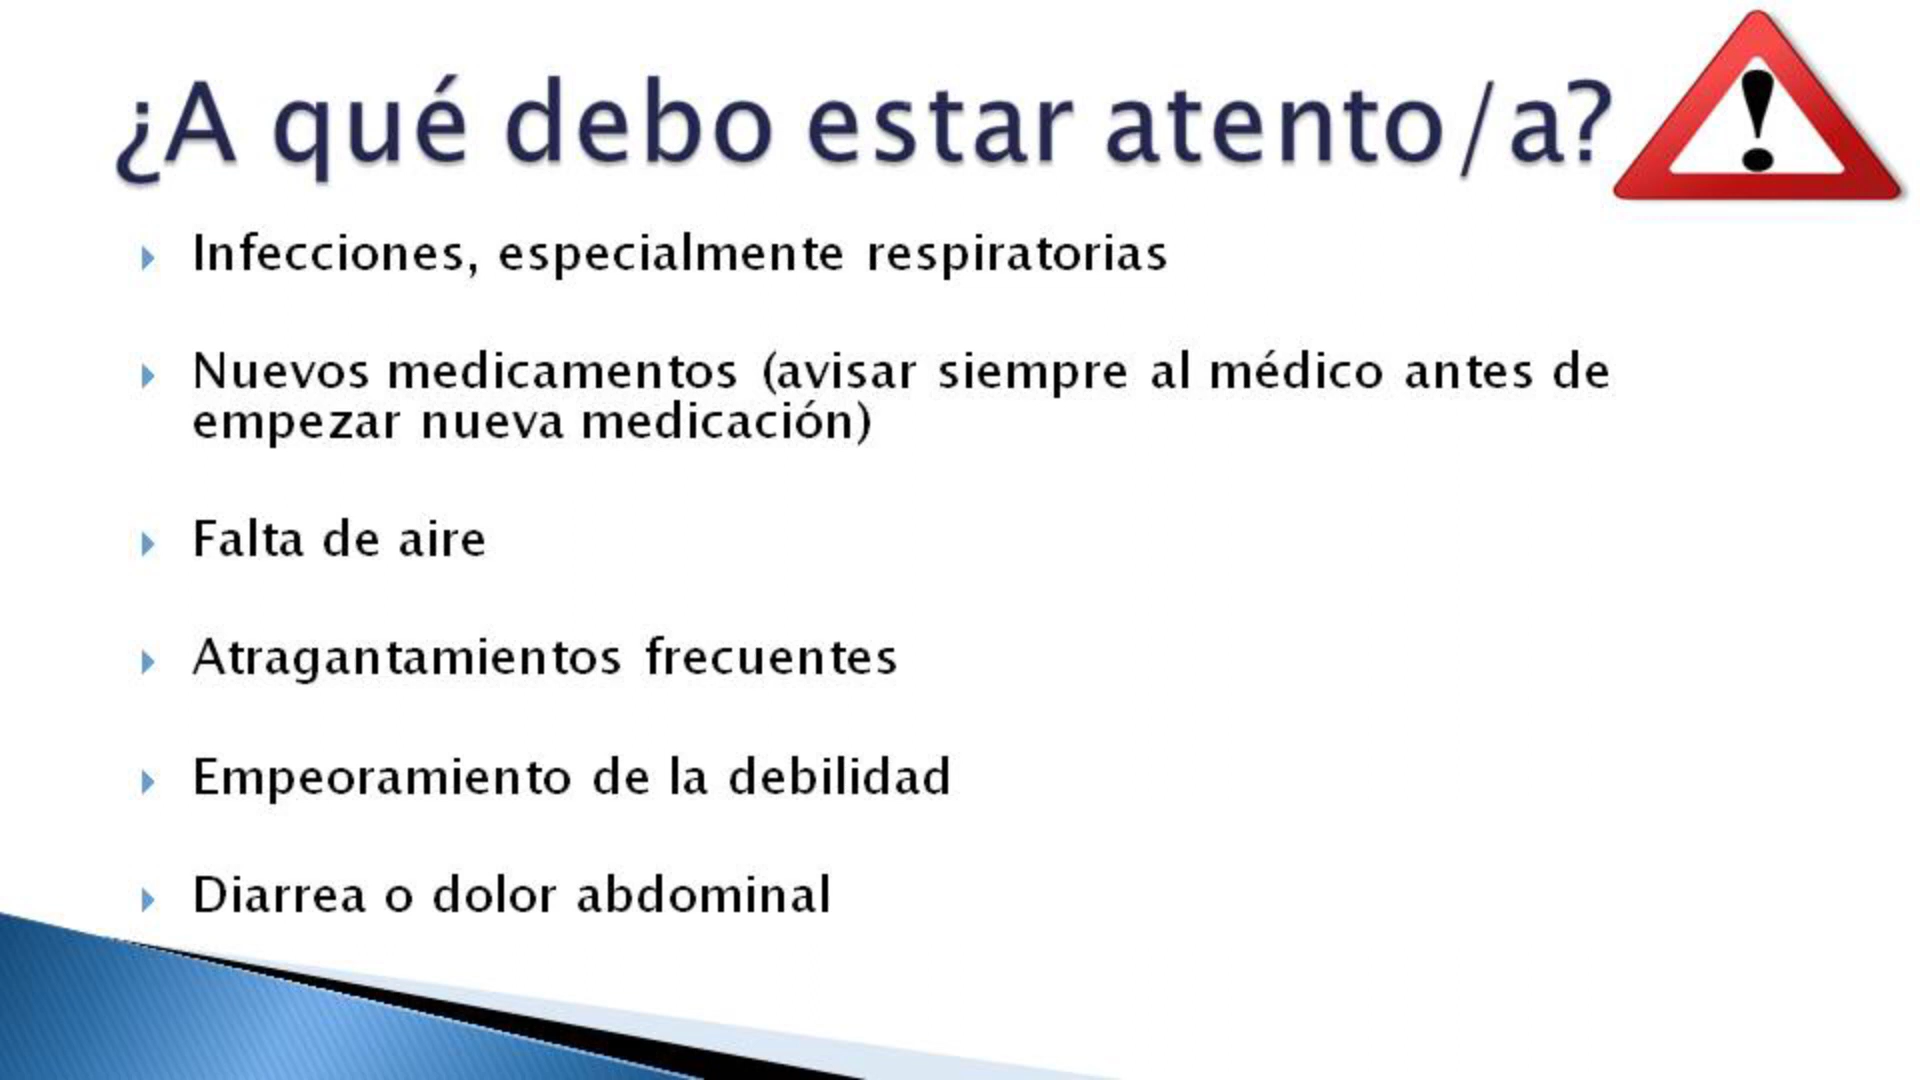 ¿A qué debo estar atento/a?
Infecciones, especialmente respiratorias
Nuevos medicamentos (avisar siempre al médico antes de
empezar nueva medicación)
Falta de aire
Atragantamientos frecuentes
Empeoramiento de la debilidad
Diarrea o dolor abdominal